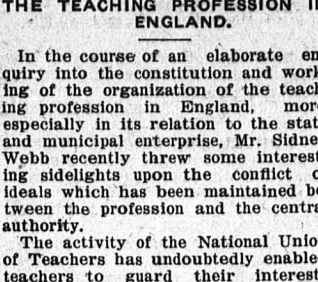 THE TEACHING PROFESSION I
ENGLAND.
In the course of an elaborate en
quiry into the constitution and work
ing of the organization of the teach
ing profession in England, more
especially in its relation to the stat
and municipal enterprise, Mr. Sidne
Webb recently threw some interest
ing sidelights upon the conflict o
ideals which has been maintained be
tween the profession and the centra
authority.
The activity of the National Unio
of Teachers has undoubtedly enable
teachers to guard their interest